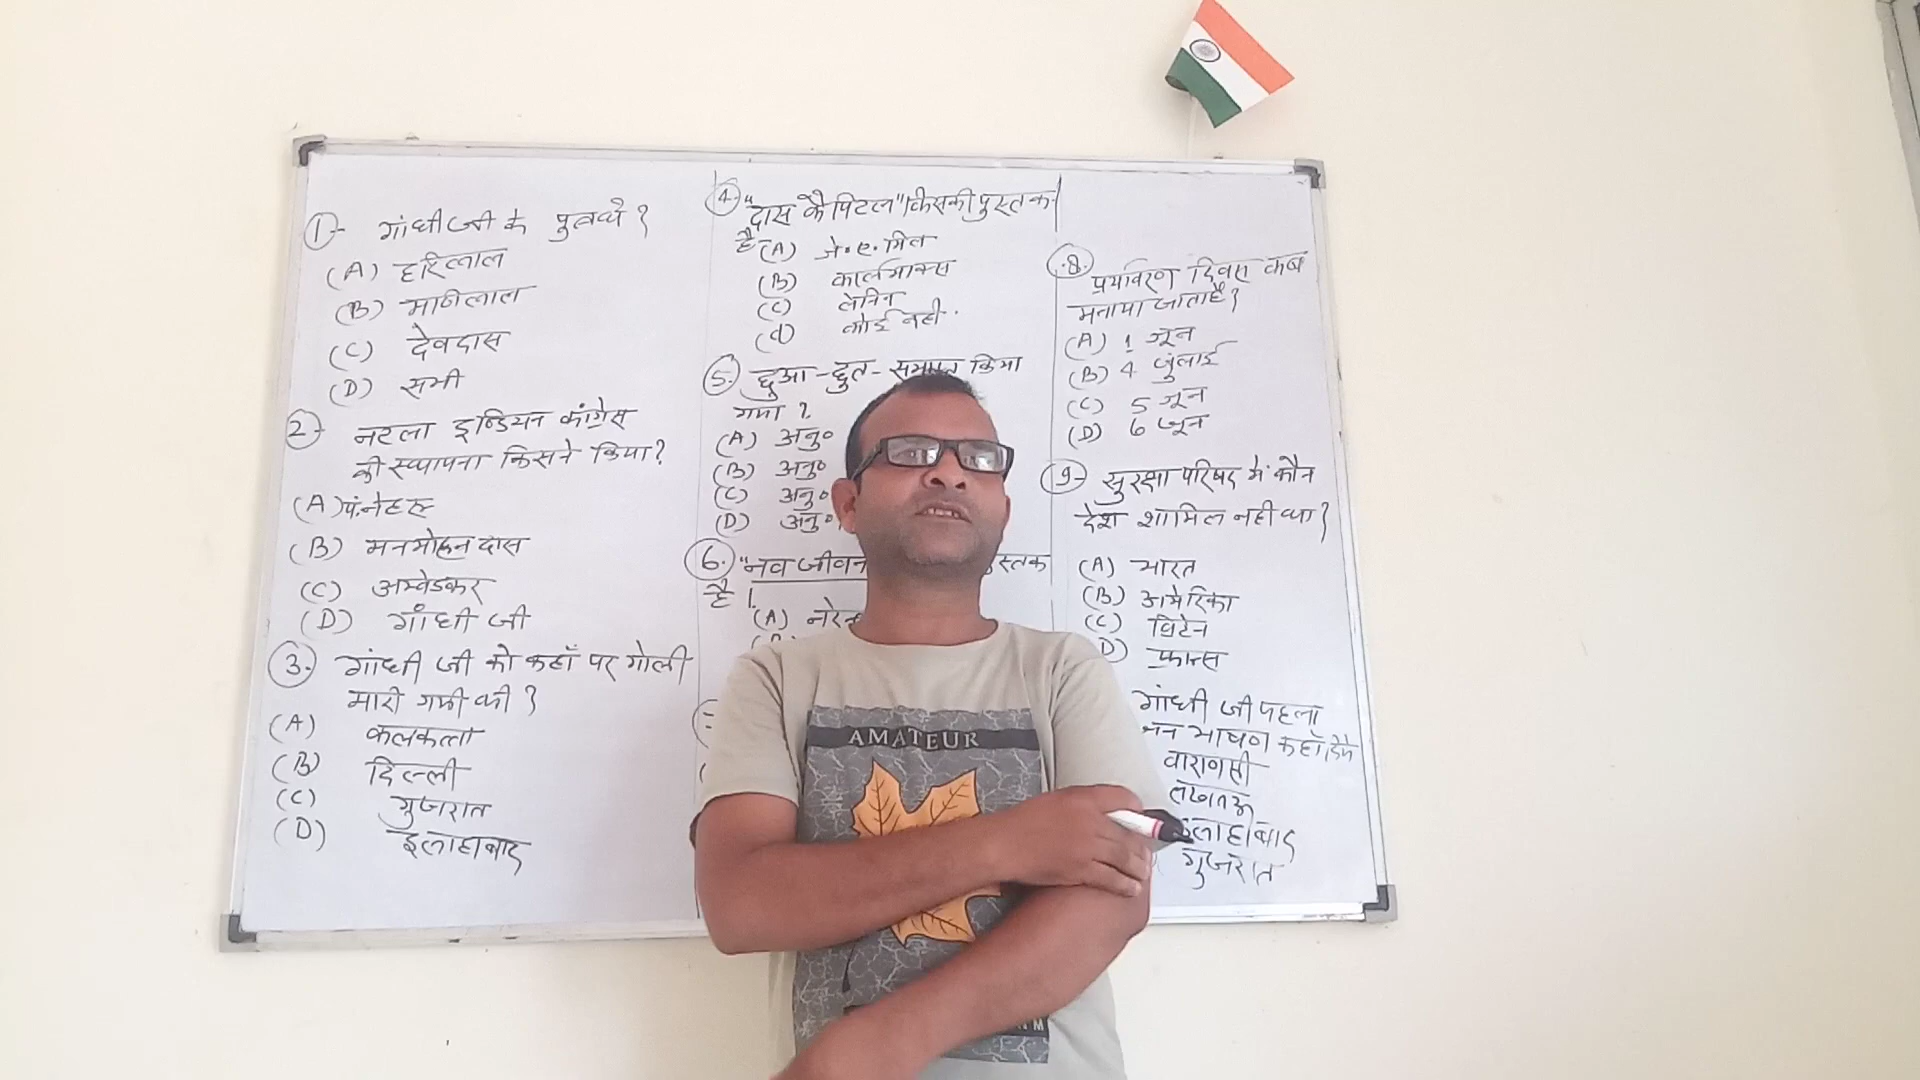 1- गांधी जी के पुत्र थे ?
(A) हरिलाल
(B) मणीलाल
(C) देवदास
(D) सभी
2- नटला इण्डियन कांग्रेस
की स्थापना किसने किया?
(A) पं.नेहरू
(B) मनमोहन दास
(C) अम्वेडकर
(D) गाँधी जी
3. गांधी जी को कहाँ पर गोली
मारी गयी थी ?
(A) कलकत्ता
(B) दिल्ली
(C) गुजरात
(D) इलाहाबाद
4. "दास कैपिटल" किसकी पुस्तक
है (A) जे.ए. मिल
(B) कार्लमार्क्स
(C) लेनिन
(d) कोई नही.
5. छुआ-छुत- समाप्त किया
गया ?
(A) अनु०
(B) अनु०
(C) अनु०
(D) अनु०
6. "नव जीवन
है
(A)
8. पर्यावरण दिवस कब
मनाया जाता है ?
(A) 1 जून
(B) 4 जुलाई
(C) 5 जून
(D) 6 जून
9- सुरक्षा परिषद में कौन
देश शामिल नही था ?
(A) भारत
(B) अमेरिका
(C) ब्रिटेन
D) फ्रान्स
गांधी जी पहला
भाषण कहाँ दिये
वाराणसी
लखनऊ
इलाहाबाद
गुजरात
AMATEUR